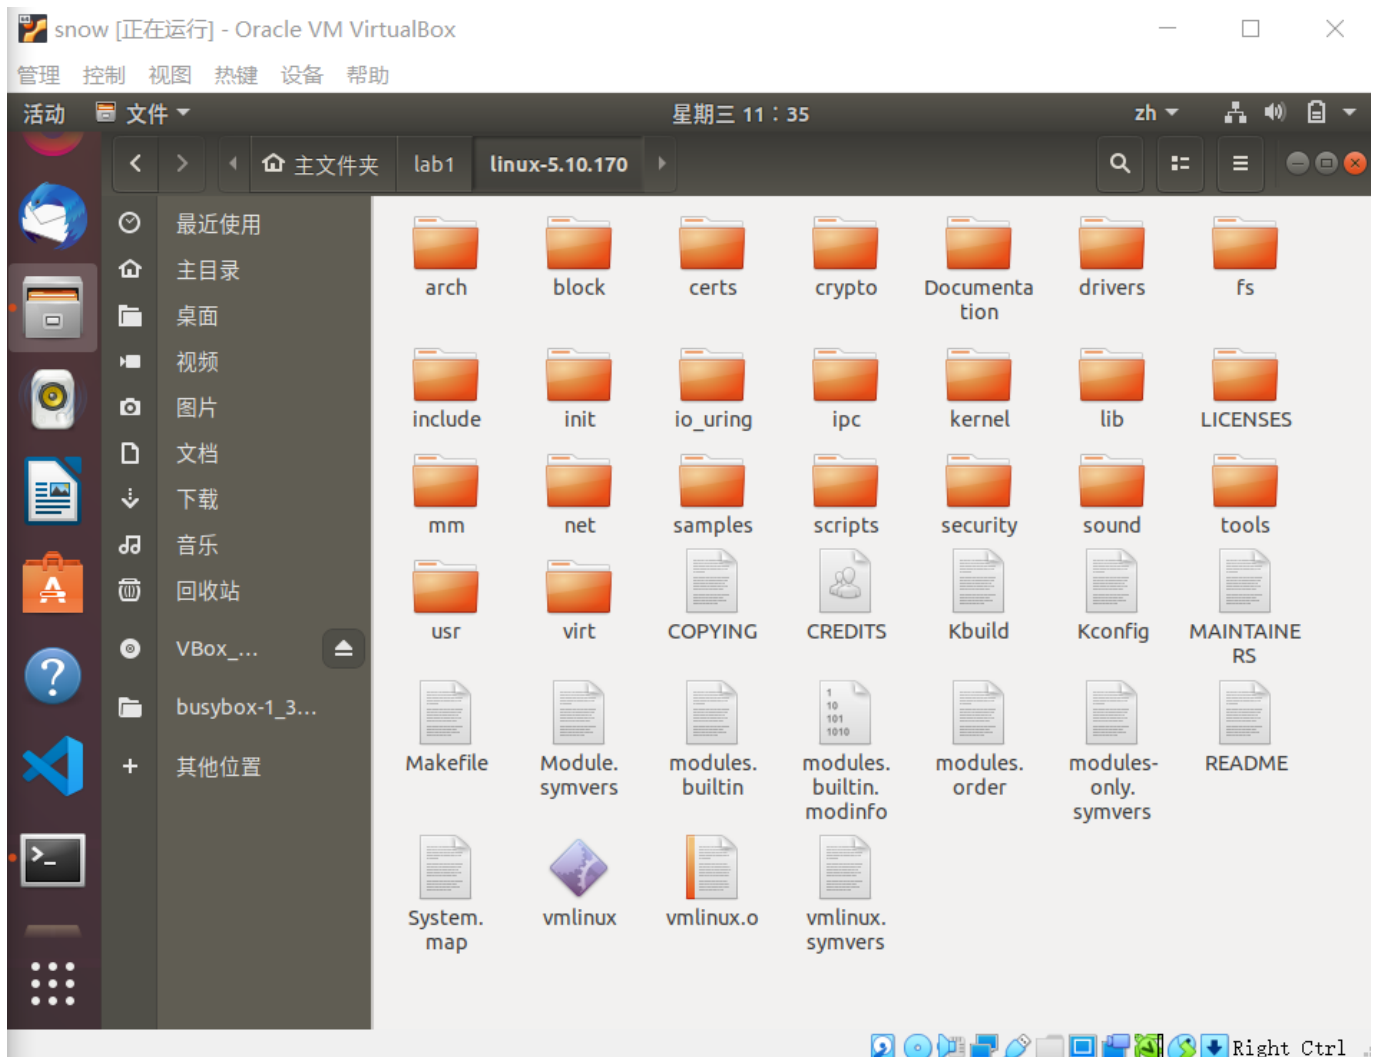 snow [正在运行] - Oracle VM VirtualBox
管理 控制 视图 热键 设备 帮助
活动 文件 星期三 11：35 zh
主文件夹 lab1 linux-5.10.170
最近使用
主目录
桌面
视频
图片
文档
下载
音乐
回收站
VBox_...
busybox-1_3...
其他位置
arch block certs crypto Documenta drivers fs
tion
include init io_uring ipc kernel lib LICENSES
mm net samples scripts security sound tools
usr virt COPYING CREDITS Kbuild Kconfig MAINTAINE
RS
1
10
101
1010
Makefile Module. modules. modules. modules. modules- README
symvers builtin builtin. order only.
modinfo symvers
System. vmlinux vmlinux.o vmlinux.
map symvers
Right Ctrl